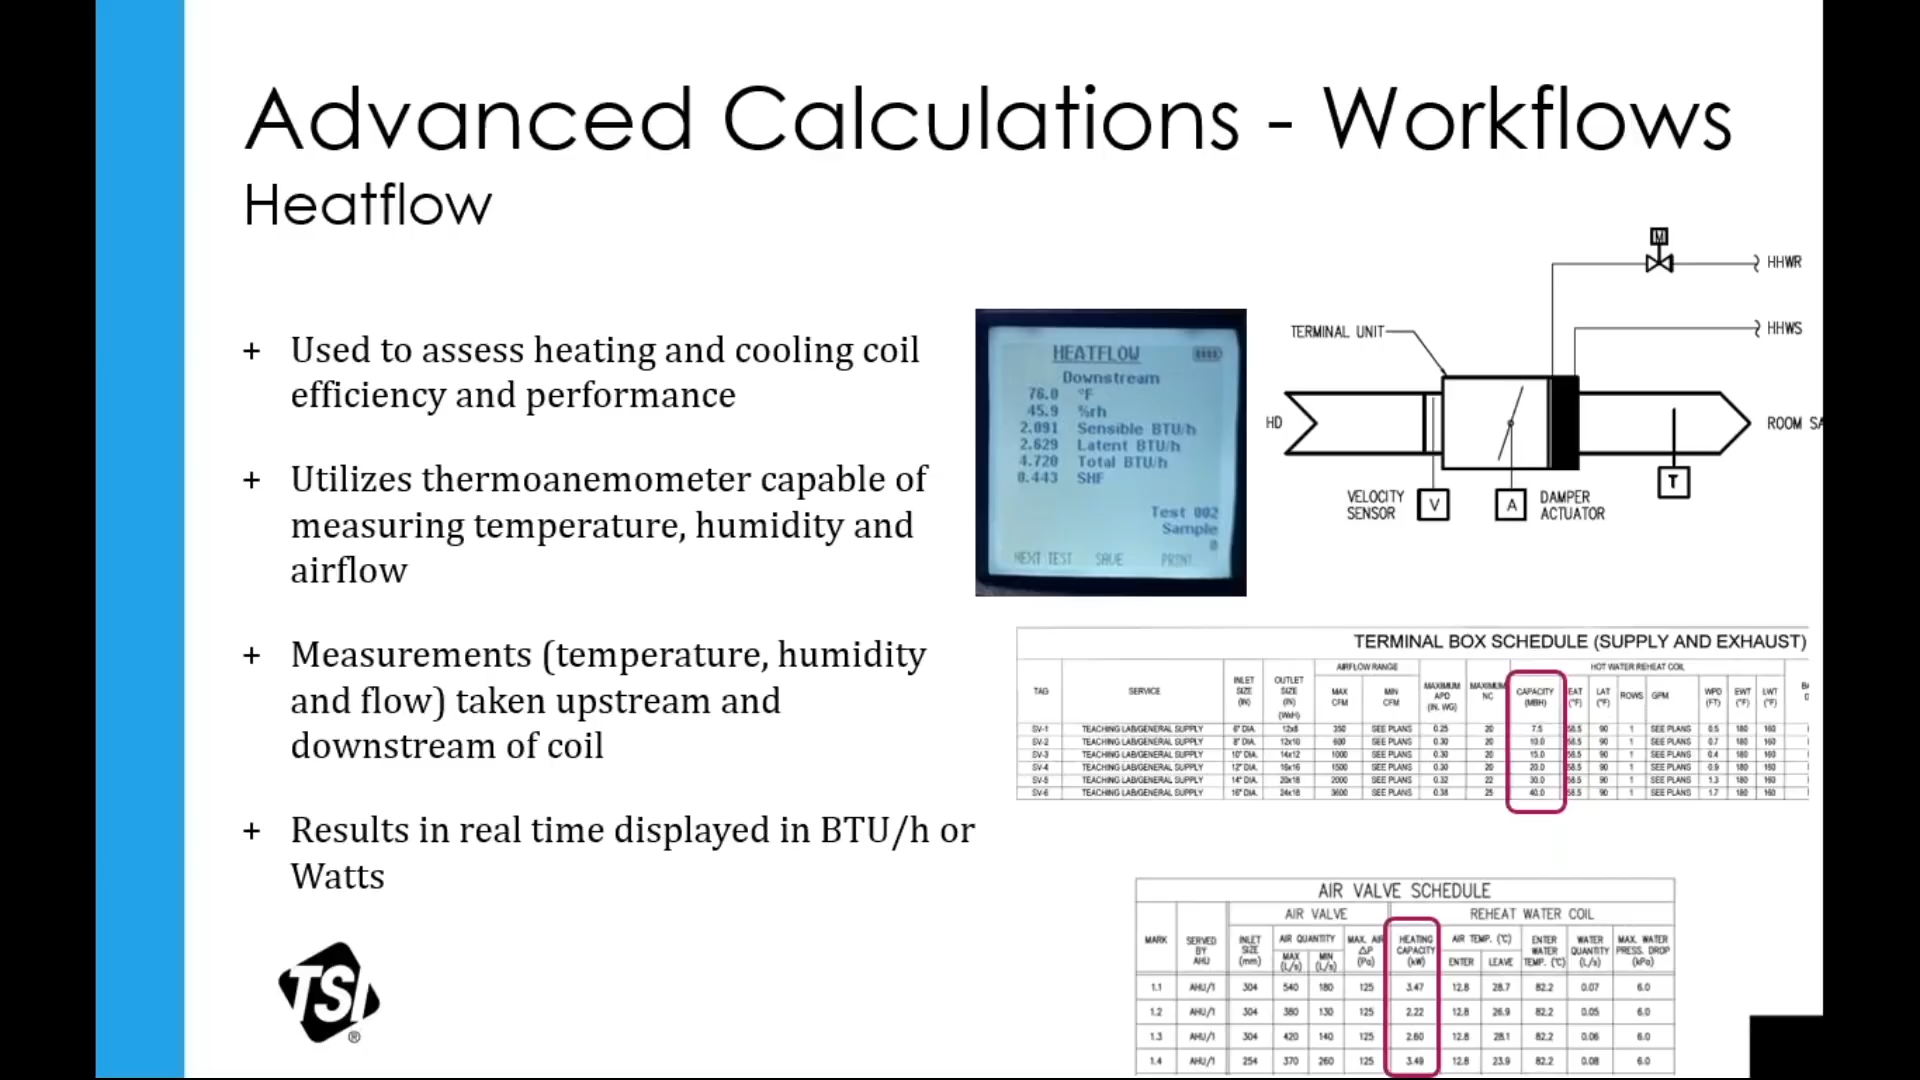 Advanced Calculations - Workflows
Heatflow
+ Used to assess heating and cooling coil
efficiency and performance
+ Utilizes thermoanemometer capable of
measuring temperature, humidity and
airflow
+ Measurements (temperature, humidity
and flow) taken upstream and
downstream of coil
+ Results in real time displayed in BTU/h or
Watts
TSI®
HEATFLOW
Downstream
76.0 °F
45.9 %rh
2.091 Sensible BTU/h
2.629 Latent BTU/h
4.720 Total BTU/h
0.443 SHF
Test 002
Sample
0
NEXT TEST SAVE PRINT
M
HHWR
HHWS
TERMINAL UNIT
HD
ROOM SA
VELOCITY
SENSOR
V
A
DAMPER
ACTUATOR
T
TERMINAL BOX SCHEDULE (SUPPLY AND EXHAUST)
AIRFLOW RANGE HOT WATER REHEAT COIL
TAG SERVICE INLET SIZE (IN) OUTLET SIZE (IN) (WxH) MAX CFM MIN CFM MAXIMUM APD (IN. WG) MAXIMUM NC CAPACITY (MBH) EAT (°F) LAT (°F) ROWS GPM WPD (FT) EWT (°F) LWT (°F)
SV-1 TEACHING LAB/GENERAL SUPPLY 6" DIA. 12x8 350 SEE PLANS 0.25 20 7.5 58.5 90 1 SEE PLANS 0.5 180 160
SV-2 TEACHING LAB/GENERAL SUPPLY 8" DIA. 12x10 600 SEE PLANS 0.30 20 10.0 58.5 90 1 SEE PLANS 0.7 180 160
SV-3 TEACHING LAB/GENERAL SUPPLY 10" DIA. 14x12 1000 SEE PLANS 0.30 20 15.0 58.5 90 1 SEE PLANS 0.4 180 160
SV-4 TEACHING LAB/GENERAL SUPPLY 12" DIA. 16x16 1500 SEE PLANS 0.30 20 20.0 58.5 90 1 SEE PLANS 0.9 180 160
SV-5 TEACHING LAB/GENERAL SUPPLY 14" DIA. 20x18 2000 SEE PLANS 0.32 22 30.0 58.5 90 1 SEE PLANS 1.3 180 160
SV-6 TEACHING LAB/GENERAL SUPPLY 16" DIA. 24x18 3600 SEE PLANS 0.38 25 40.0 58.5 90 1 SEE PLANS 1.7 180 160
AIR VALVE SCHEDULE
AIR VALVE REHEAT WATER COIL
MARK SERVED BY AHU INLET SIZE (mm) AIR QUANTITY MAX (L/s) MIN (L/s) MAX. AIR ΔP (Pa) HEATING CAPACITY (kW) AIR TEMP. (°C) ENTER LEAVE ENTER WATER TEMP. (°C) WATER QUANTITY (L/s) MAX. WATER PRESS. DROP (kPa)
1.1 AHU/1 304 540 180 125 3.47 12.8 28.7 82.2 0.07 6.0
1.2 AHU/1 304 380 130 125 2.22 12.8 26.9 82.2 0.05 6.0
1.3 AHU/1 304 420 140 125 2.60 12.8 28.1 82.2 0.06 6.0
1.4 AHU/1 254 370 260 125 3.49 12.8 23.9 82.2 0.08 6.0